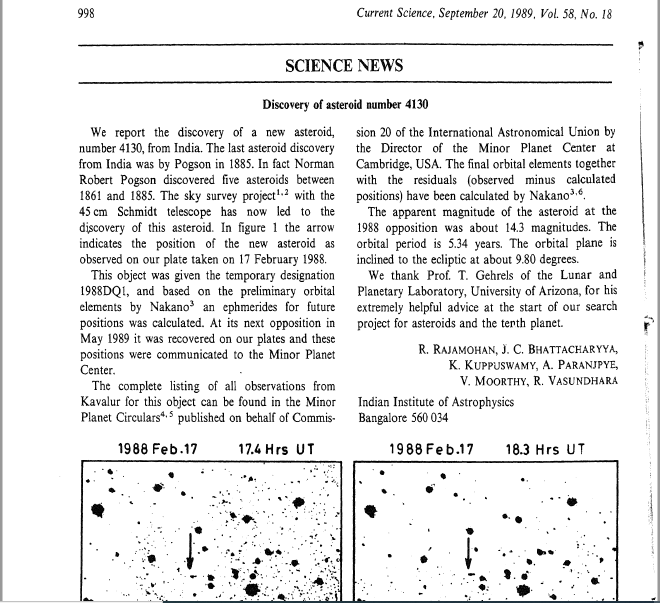 998
Current Science, September 20, 1989, Vol. 58, No. 18
SCIENCE NEWS
Discovery of asteroid number 4130
We report the discovery of a new asteroid,
number 4130, from India. The last asteroid discovery
from India was by Pogson in 1885. In fact Norman
Robert Pogson discovered five asteroids between
1861 and 1885. The sky survey project1,2 with the
45 cm Schmidt telescope has now led to the
discovery of this asteroid. In figure 1 the arrow
indicates the position of the new asteroid as
observed on our plate taken on 17 February 1988.
This object was given the temporary designation
1988DQ1, and based on the preliminary orbital
elements by Nakano3 an ephmerides for future
positions was calculated. At its next opposition in
May 1989 it was recovered on our plates and these
positions were communicated to the Minor Planet
Center.
The complete listing of all observations from
Kavalur for this object can be found in the Minor
Planet Circulars4,5 published on behalf of Commis-
sion 20 of the International Astronomical Union by
the Director of the Minor Planet Center at
Cambridge, USA. The final orbital elements together
with the residuals (observed minus calculated
positions) have been calculated by Nakano3,6.
The apparent magnitude of the asteroid at the
1988 opposition was about 14.3 magnitudes. The
orbital period is 5.34 years. The orbital plane is
inclined to the ecliptic at about 9.80 degrees.
We thank Prof. T. Gehrels of the Lunar and
Planetary Laboratory, University of Arizona, for his
extremely helpful advice at the start of our search
project for asteroids and the tenth planet.
R. RAJAMOHAN, J. C. BHATTACHARYYA,
K. KUPPUSWAMY, A. PARANJPYE,
V. MOORTHY, R. VASUNDHARA
Indian Institute of Astrophysics
Bangalore 560 034
1988 Feb.17 17.4 Hrs UT
1988 Feb.17 18.3 Hrs UT